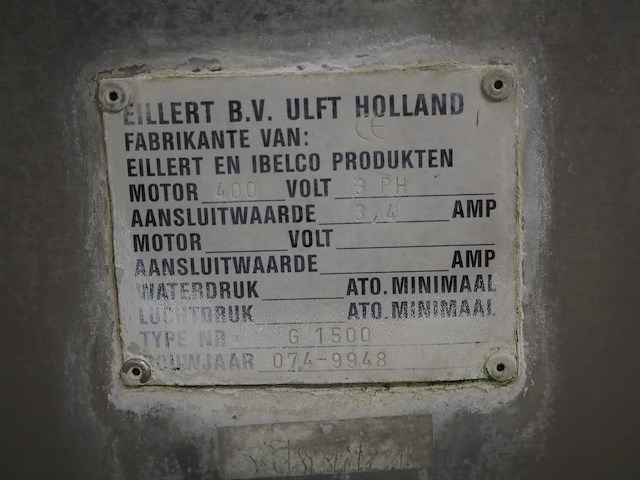 EILLERT B.V. ULFT HOLLAND
CE
FABRIKANTE VAN:
EILLERT EN IBELCO PRODUKTEN
MOTOR 400 VOLT 3 PH
AANSLUITWAARDE 3,4 AMP
MOTOR VOLT
AANSLUITWAARDE AMP
WATERDRUK ATO. MINIMAAL
LUCHTDRUK ATO. MINIMAAL
TYPE NR G 1500
BOUWJAAR 074-9948